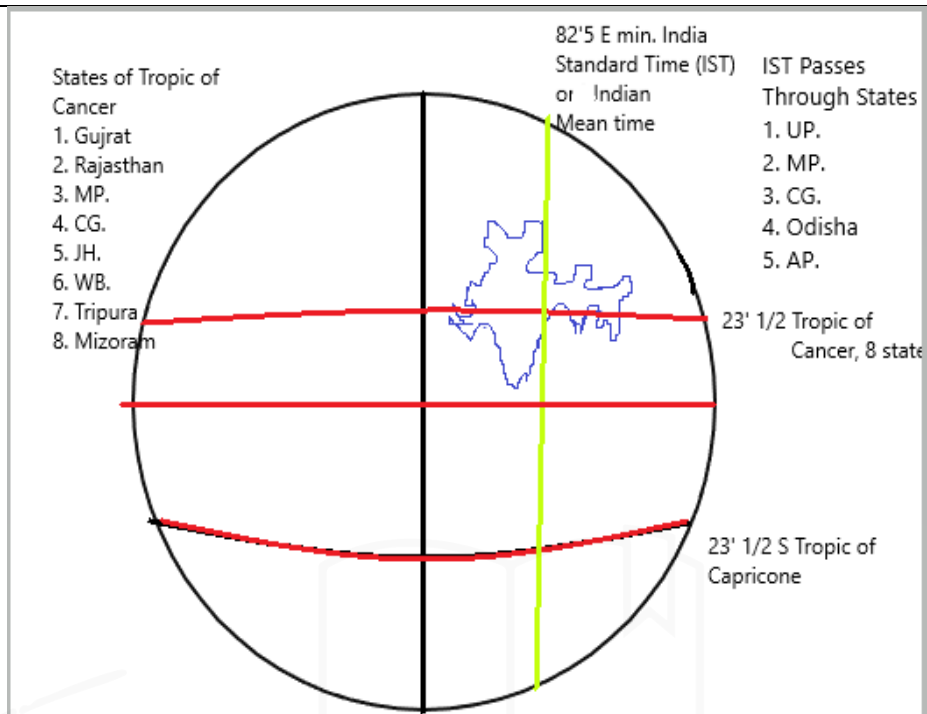 States of Tropic of
Cancer
1. Gujrat
2. Rajasthan
3. MP.
4. CG.
5. JH.
6. WB.
7. Tripura
8. Mizoram
82'5 E min. India
Standard Time (IST)
or Indian
Mean time
IST Passes
Through States
1. UP.
2. MP.
3. CG.
4. Odisha
5. AP.
23' 1/2 Tropic of
Cancer, 8 state
23' 1/2 S Tropic of
Capricone